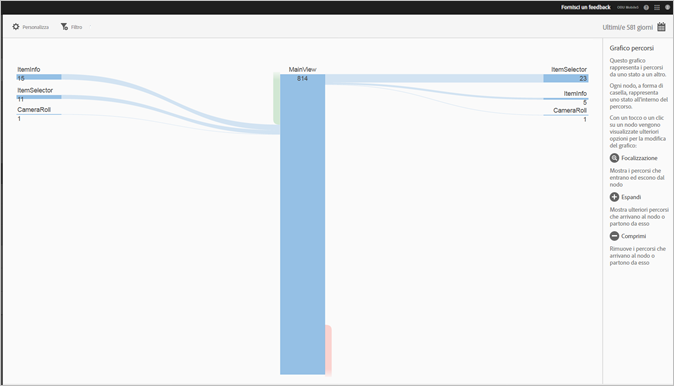 Fornisci un feedback
Personalizza
Filtro
Ultimi/e 581 giorni
ItemInfo
15
ItemSelector
11
CameraRoll
1
MainView
614
ItemSelector
23
ItemInfo
5
CameraRoll
1
Grafico percorsi
Questo grafico
rappresenta i percorsi
da uno stato a un altro.
Ogni nodo, a forma di
casella, rappresenta
uno stato all'interno del
percorso.
Con un tocco o un clic
su un nodo vengono
visualizzate ulteriori
opzioni per la modifica
del grafico:
Focalizzazione
Mostra i percorsi che
entrano ed escono dal
nodo
Espandi
Mostra ulteriori percorsi
che arrivano al nodo o
partono da esso
Comprimi
Rimuove i percorsi che
arrivano al nodo o
partono da esso